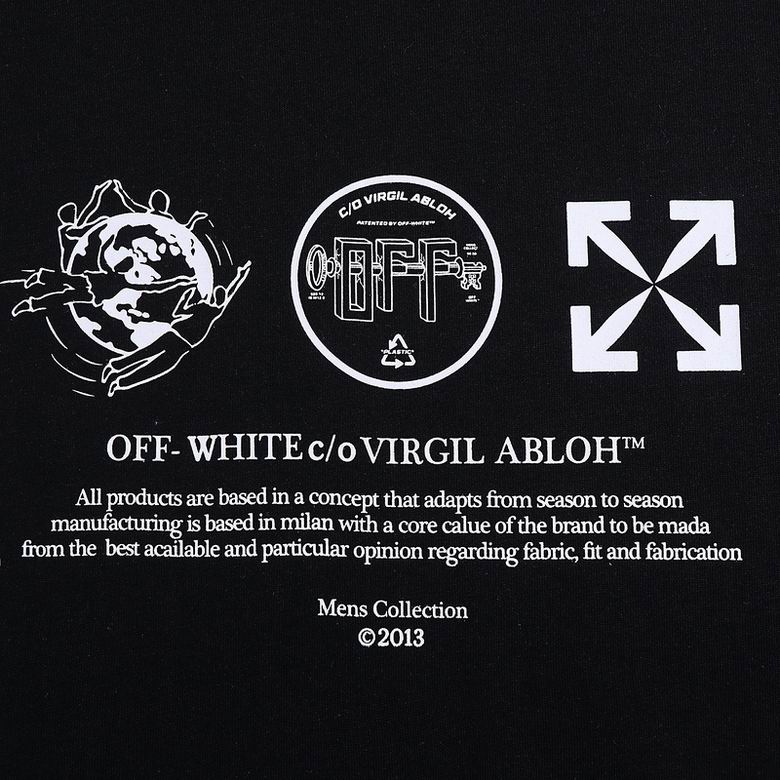 C/O VIRGIL ABLOH
PATENTED BY OFF-WHITE™
OFF
"PLASTIC"
OFF- WHITE c/o VIRGIL ABLOH™
All products are based in a concept that adapts from season to season
manufacturing is based in milan with a core calue of the brand to be mada
from the best acailable and particular opinion regarding fabric, fit and fabrication
Mens Collection
©2013